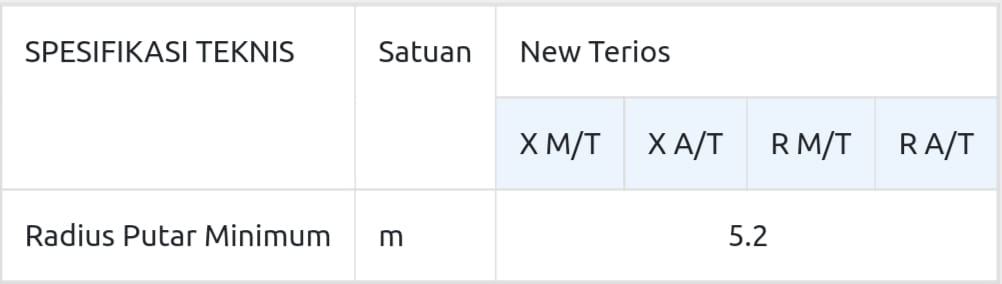 SPESIFIKASI TEKNIS Satuan New Terios
X M/T X A/T R M/T R A/T
Radius Putar Minimum m 5.2